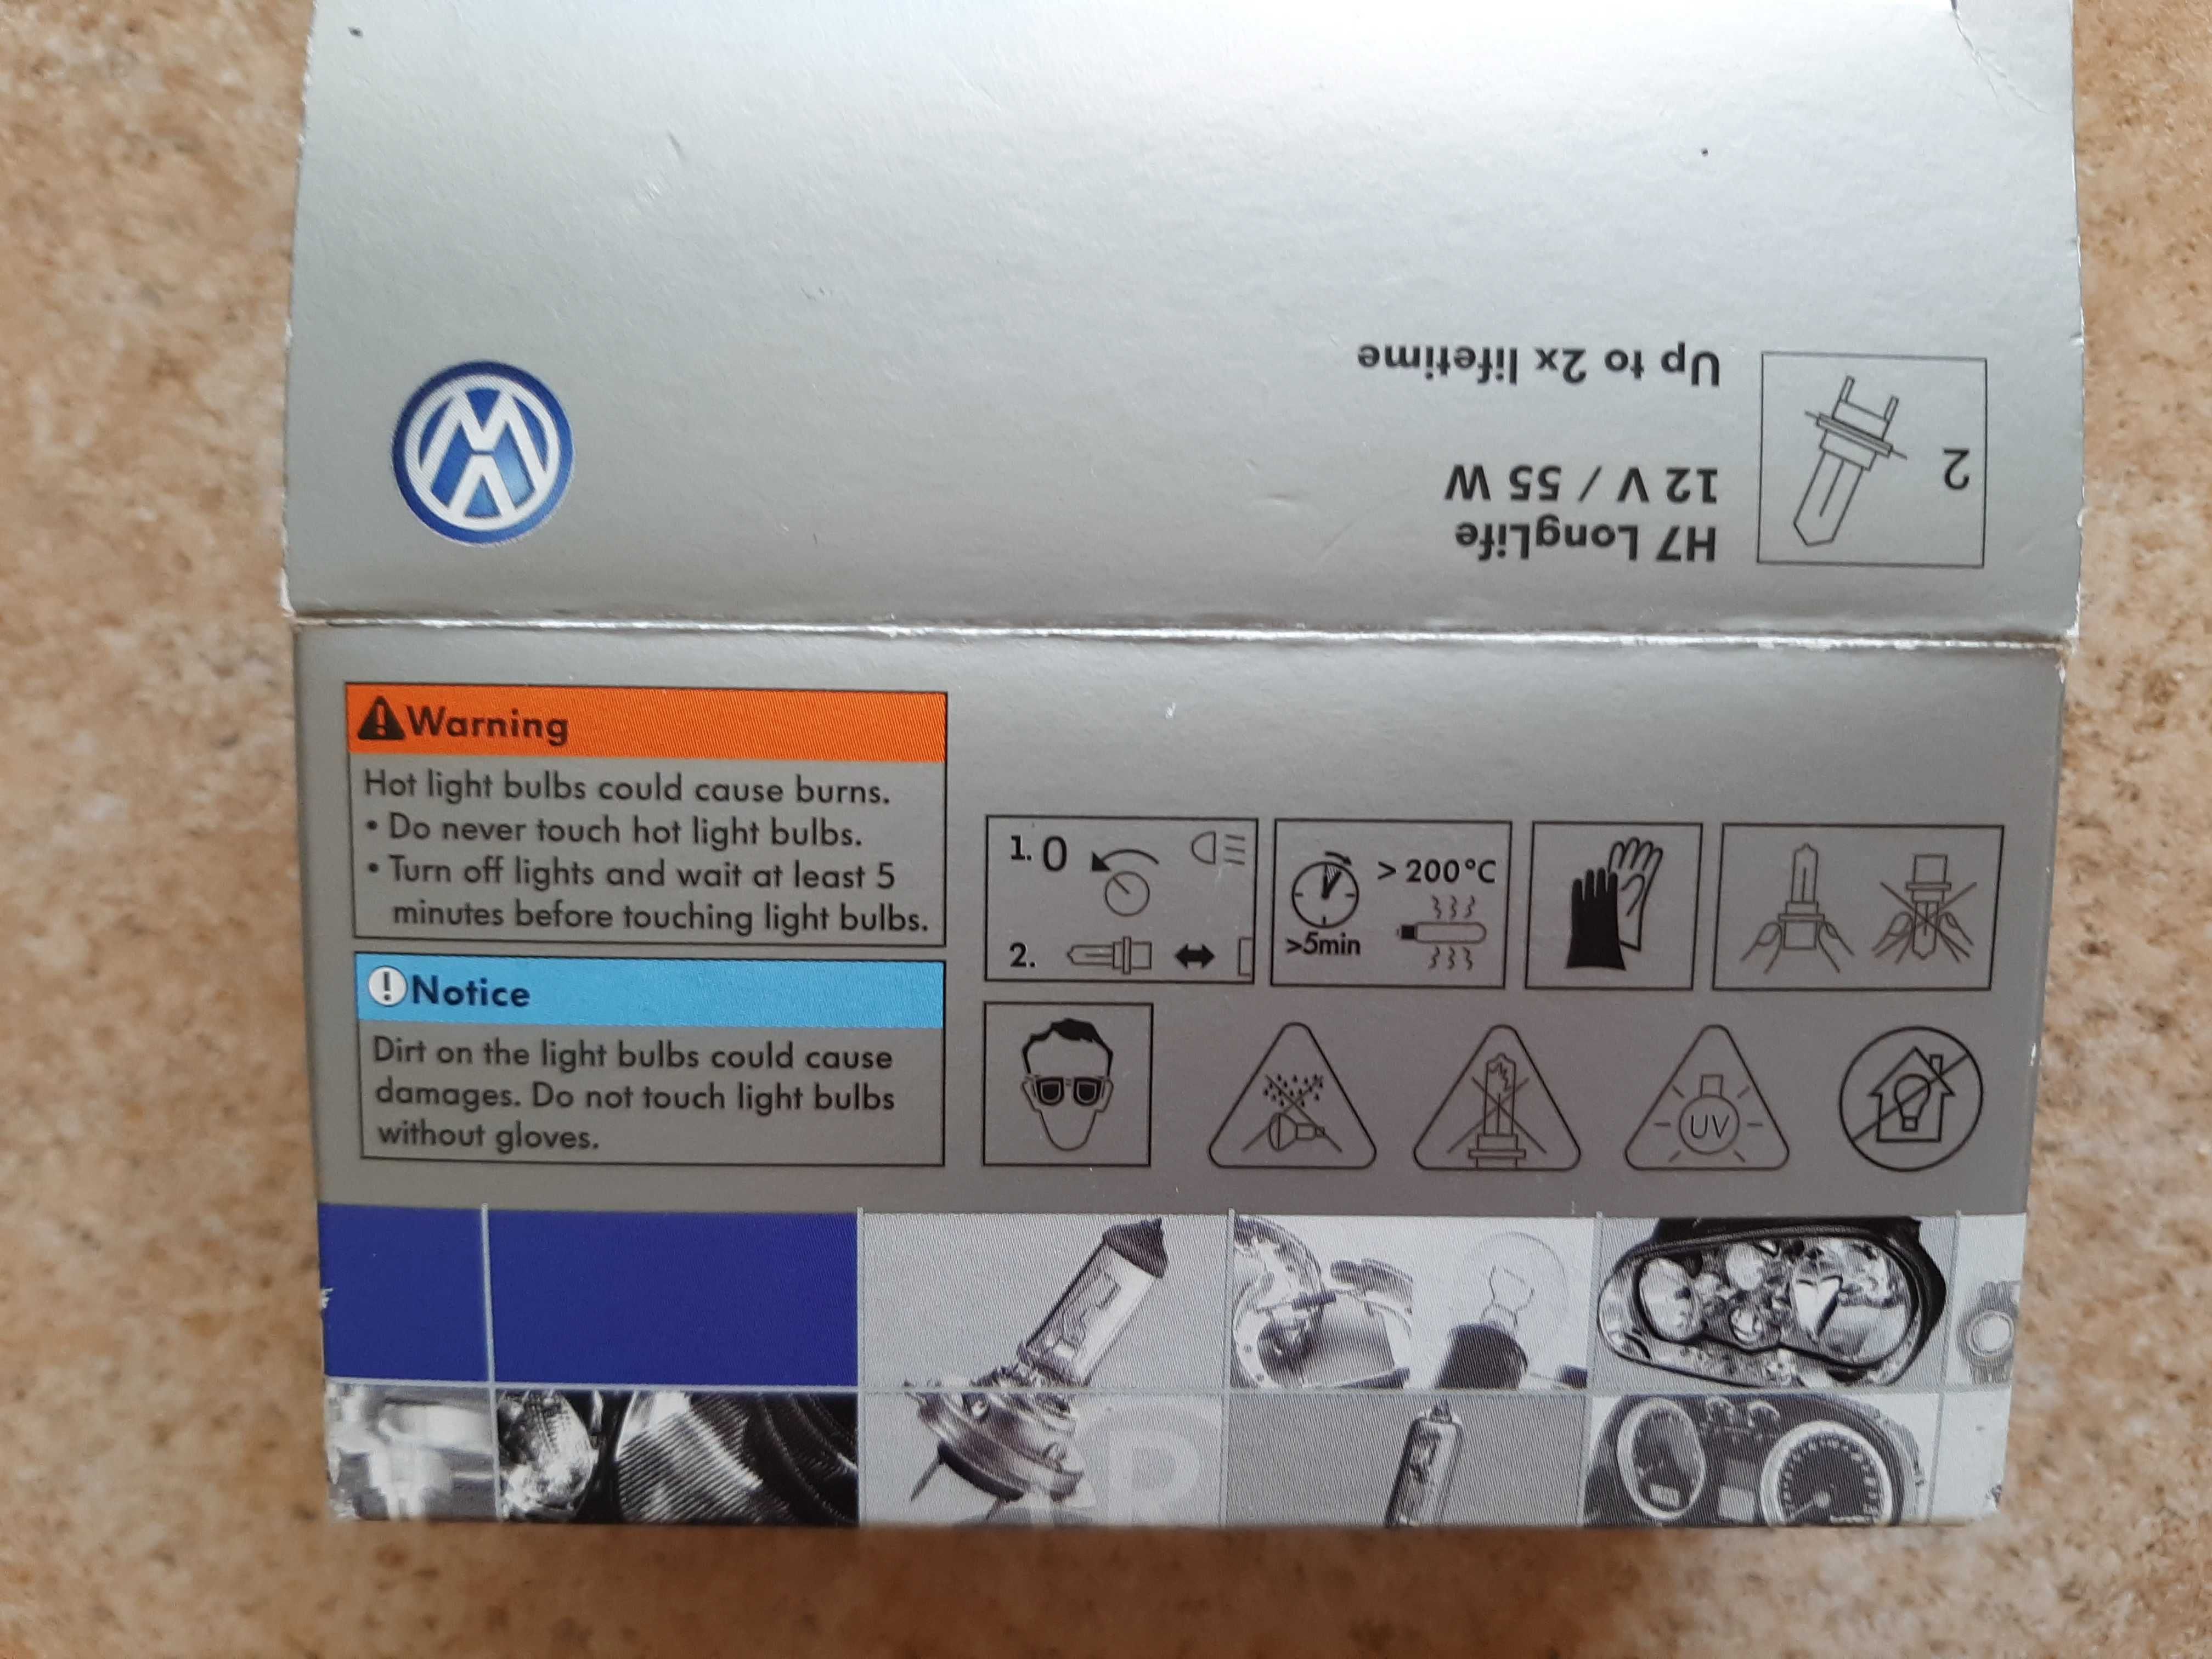 H7 LongLife
12 V / 55 W
Up to 2x lifetime
2
Warning
Hot light bulbs could cause burns.
• Do never touch hot light bulbs.
• Turn off lights and wait at least 5
minutes before touching light bulbs.
Notice
Dirt on the light bulbs could cause
damages. Do not touch light bulbs
without gloves.
1. 0
2.
> 200°C
>5min
UV
R